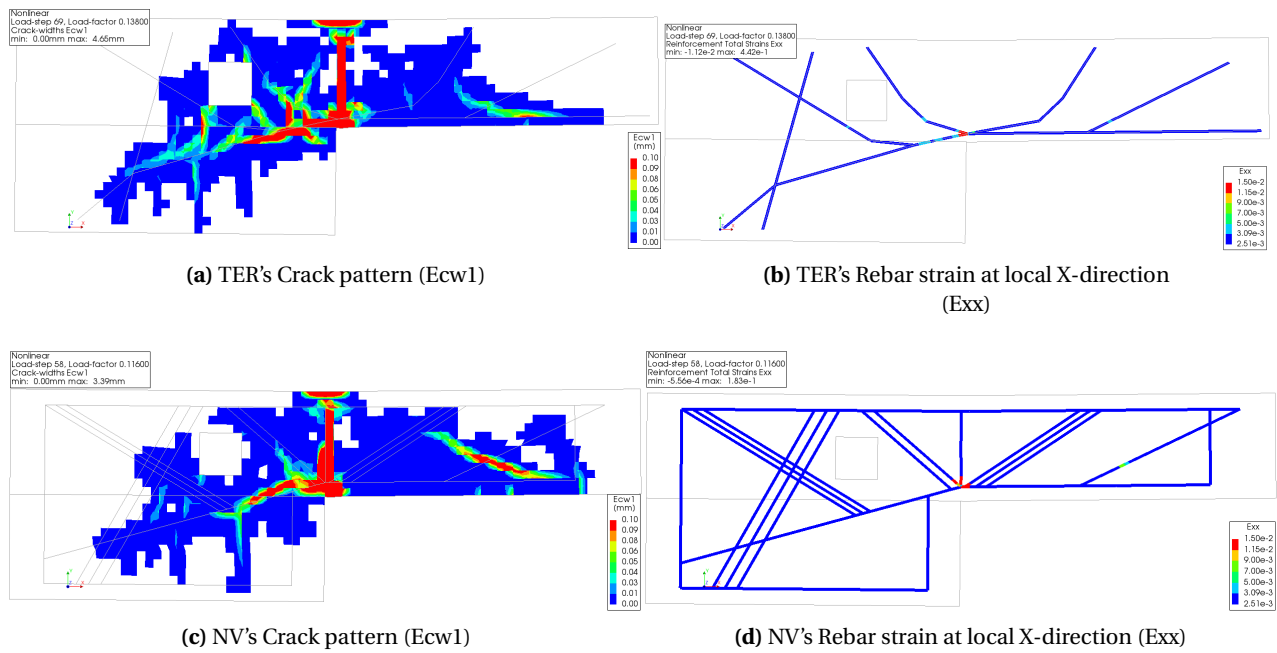 Nonlinear
Load-step 69, Load-factor 0.13800
Crack-widths Ecw1
min: 0.00mm max: 4.65mm
Ecw1
(mm)
0.10
0.09
0.08
0.06
0.05
0.04
0.03
0.01
0.00
Y
Z X
(a) TER's Crack pattern (Ecw1)
Nonlinear
Load-step 69, Load-factor 0.13800
Reinforcement Total Strains Exx
min: -1.12e-2 max: 4.42e-1
Exx
1.50e-2
1.15e-2
9.00e-3
7.00e-3
5.00e-3
3.09e-3
2.51e-3
Y
Z X
(b) TER's Rebar strain at local X-direction
(Exx)
Nonlinear
Load-step 58, Load-factor 0.11600
Crack-widths Ecw1
min: 0.00mm max: 3.39mm
Ecw1
(mm)
0.10
0.09
0.08
0.06
0.05
0.04
0.03
0.01
0.00
Y
Z X
(c) NV's Crack pattern (Ecw1)
Nonlinear
Load-step 58, Load-factor 0.11600
Reinforcement Total Strains Exx
min: -5.56e-4 max: 1.83e-1
Exx
1.50e-2
1.15e-2
9.00e-3
7.00e-3
5.00e-3
3.09e-3
2.51e-3
Y
Z X
(d) NV's Rebar strain at local X-direction (Exx)